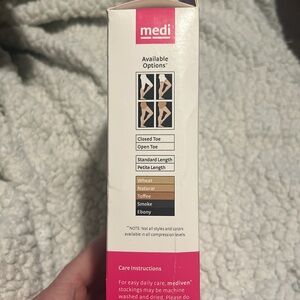 medi
Available
Options*
Closed Toe
Open Toe
Standard Length
Petite Length
Wheat
Natural
Toffee
Smoke
Ebony
*NOTE: Not all styles and colors
available in all compression levels
Care Instructions
For easy daily care, mediven®
stockings may be machine
washed and dried. Please do